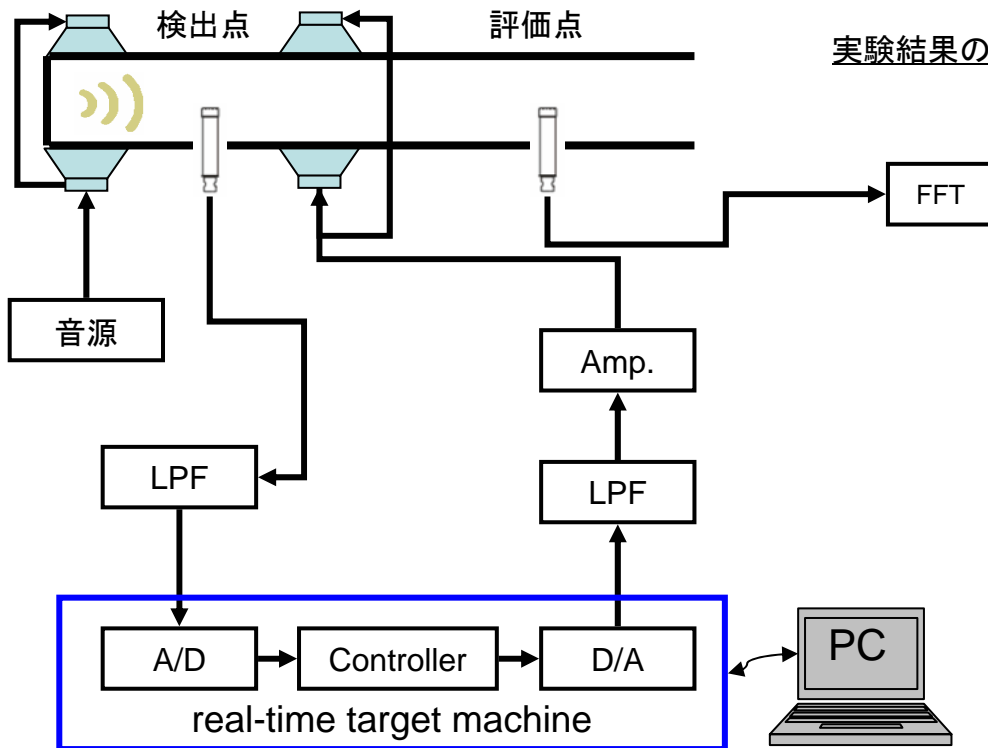 検出点
評価点
実験結果の
FFT
音源
Amp.
LPF
LPF
A/D
Controller
D/A
PC
real-time target machine